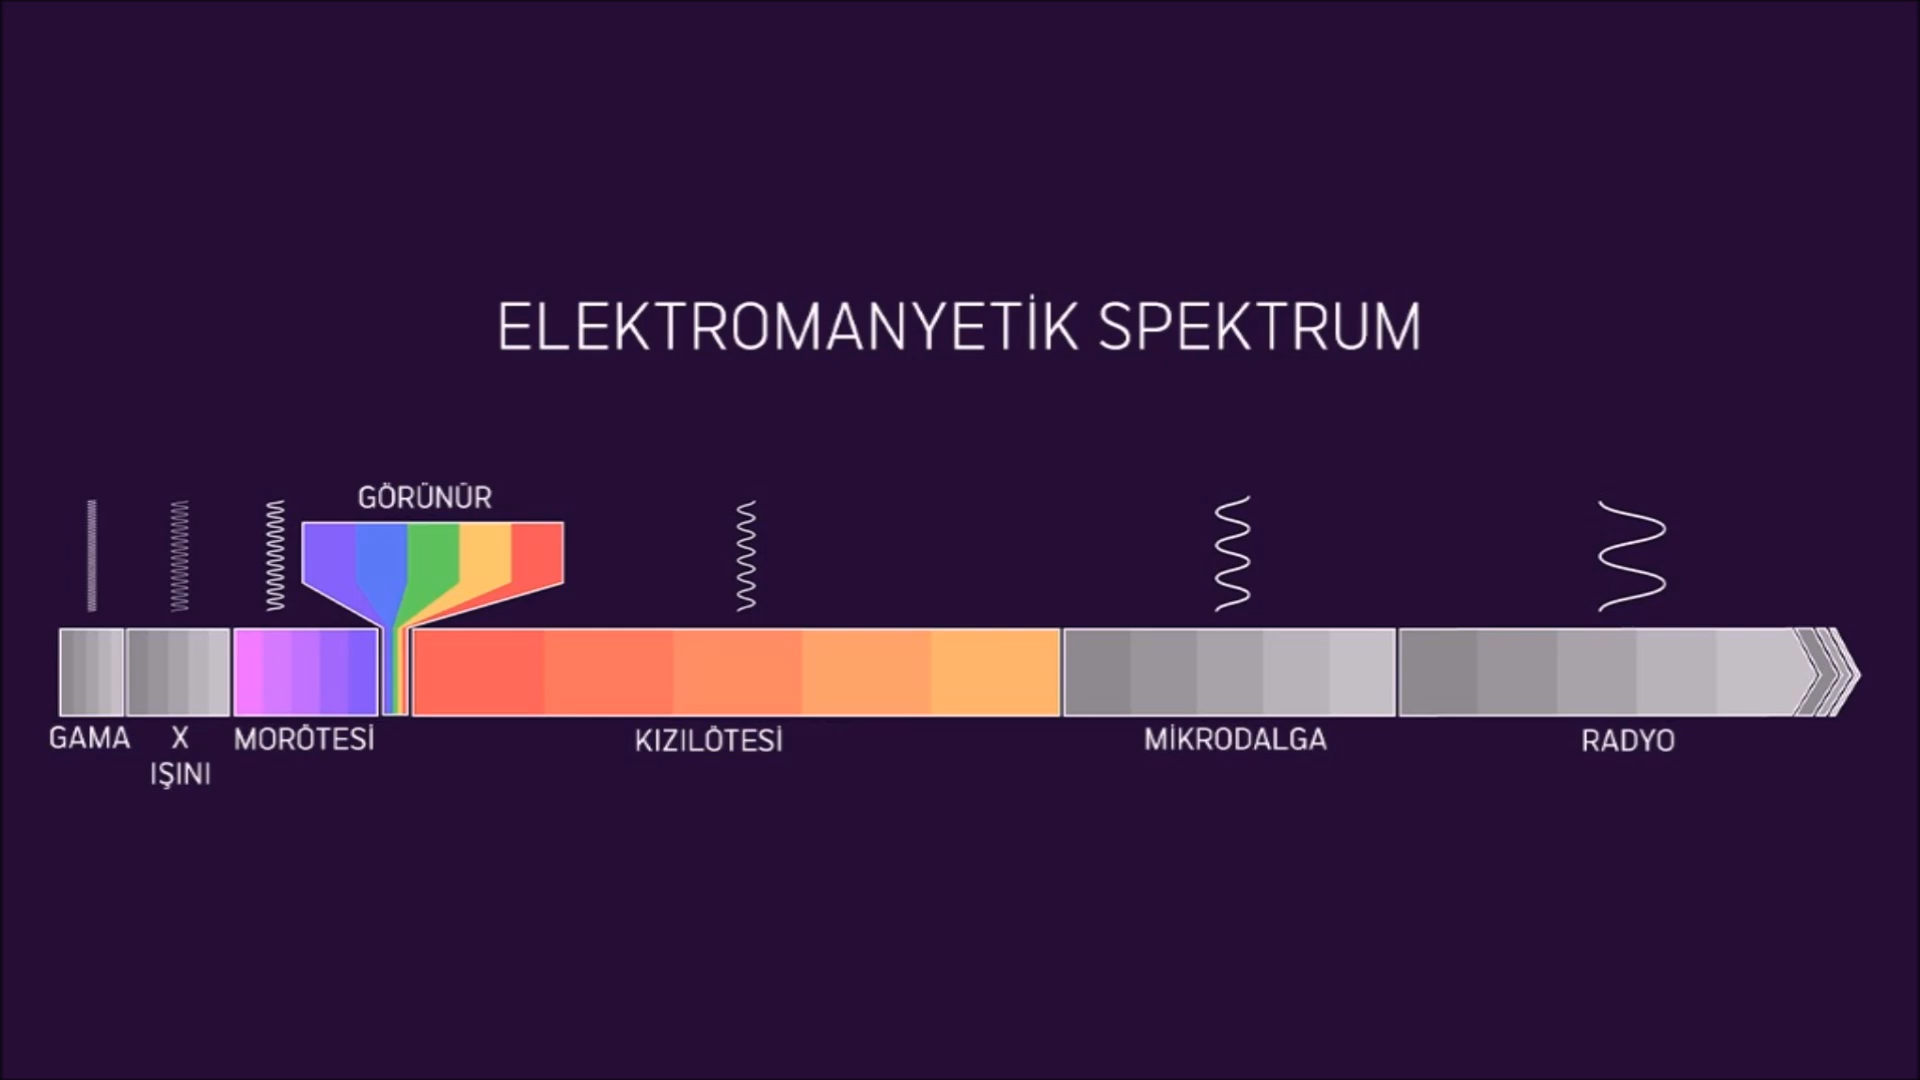 ELEKTROMANYETİK SPEKTRUM
GÖRÜNÜR
GAMA
X
IŞINI
MORÖTESİ
KIZILÖTESİ
MİKRODALGA
RADYO